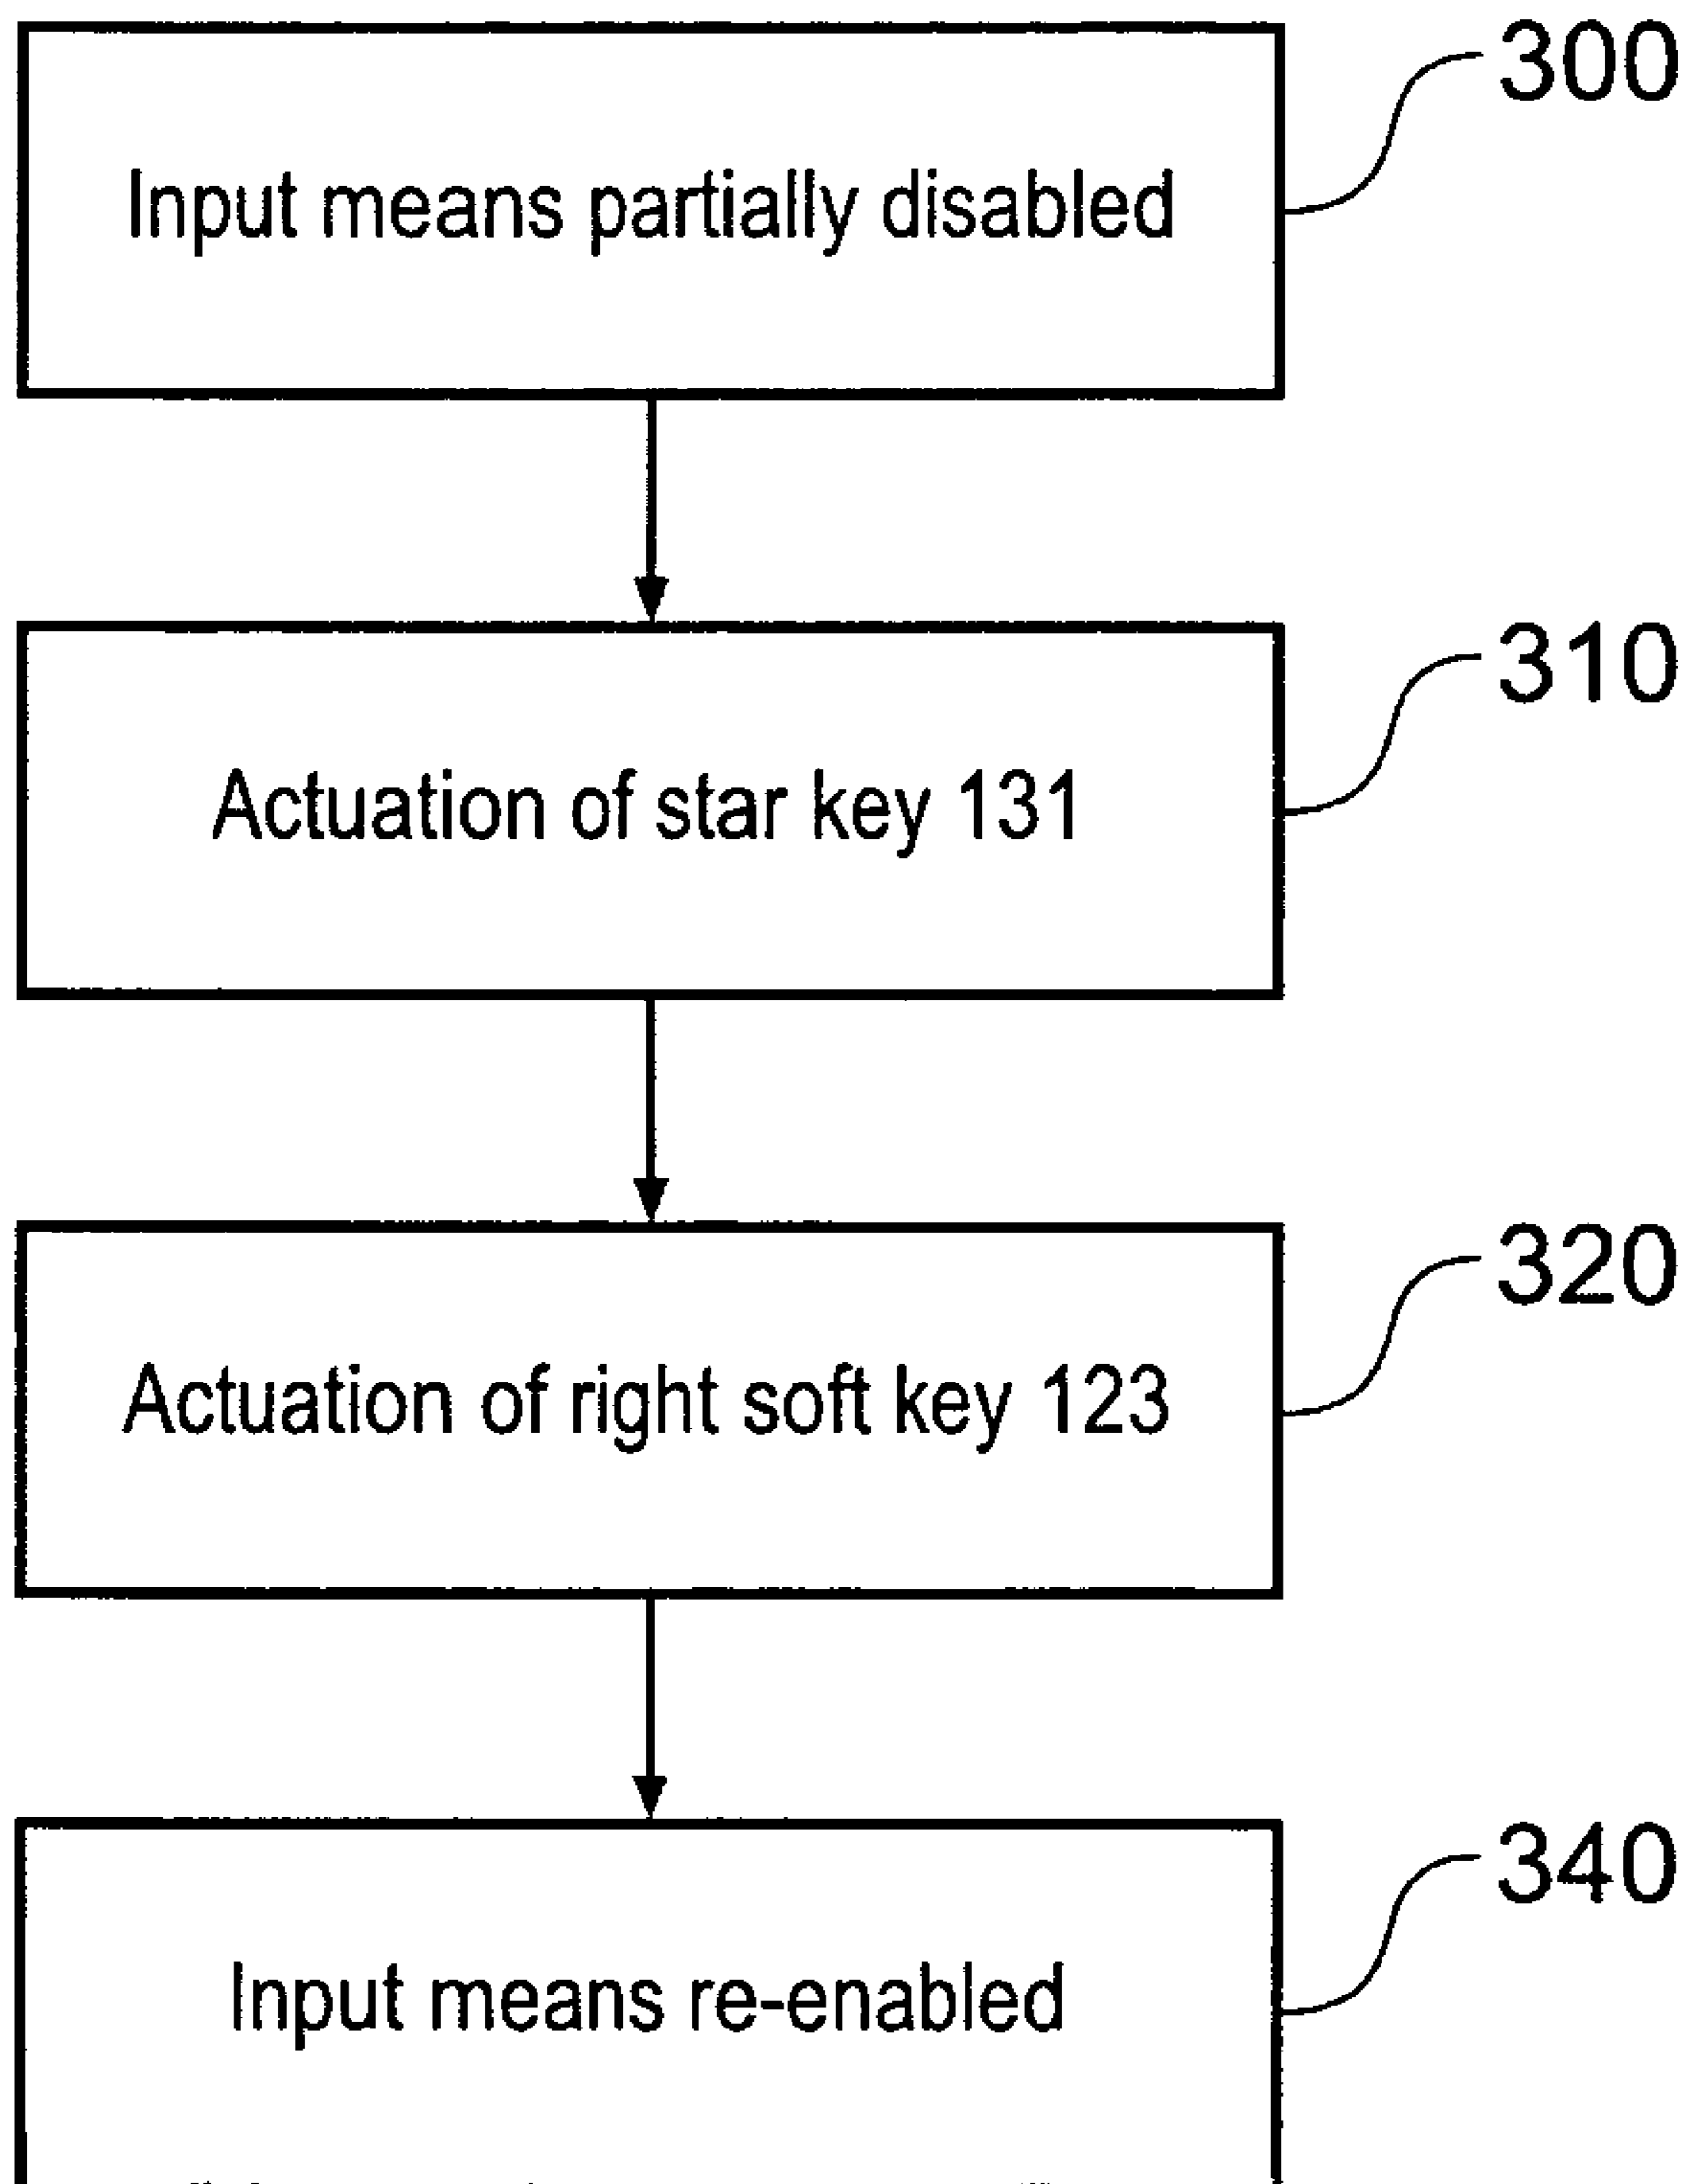 300
Input means partially disabled
310
Actuation of star key 131
320
Actuation of right soft key 123
340
Input means re-enabled